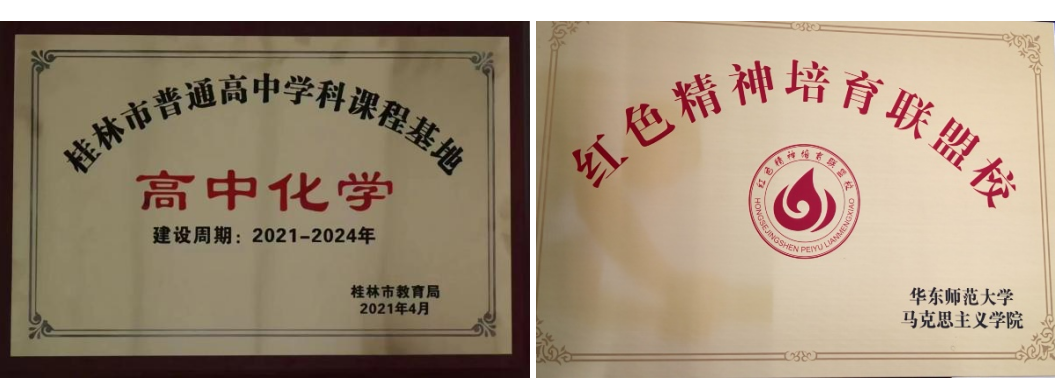 桂林市普通高中学科课程基地
高中化学
建设周期：2021-2024年
桂林市教育局
2021年4月
红色精神培育联盟校
红色精神培育联盟校
HONGSEJINGSHEN PEIYU LIANMENGXIAO
华东师范大学
马克思主义学院